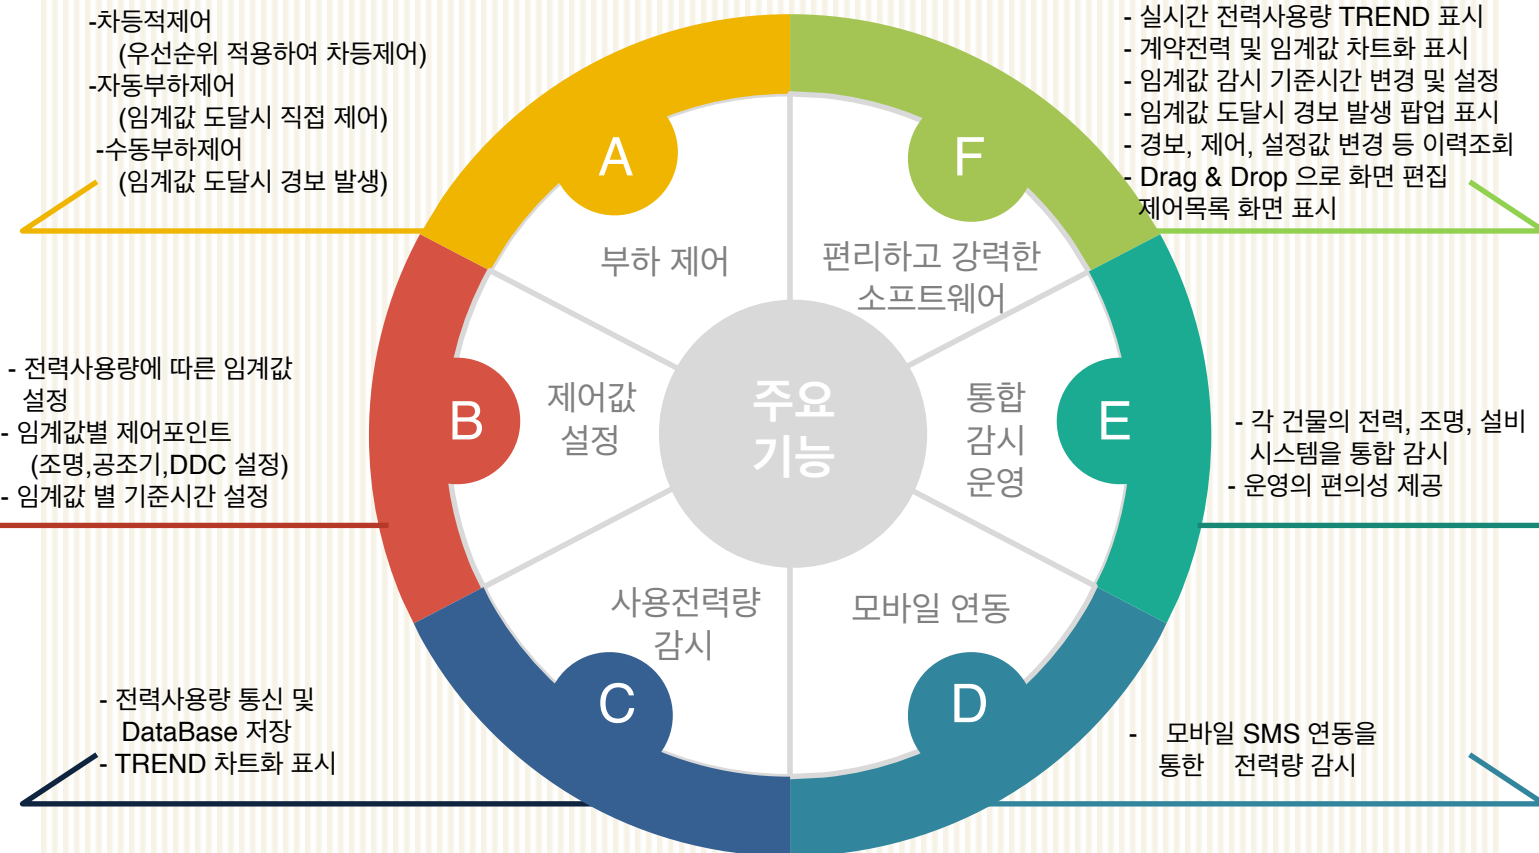 -차등적제어
(우선순위 적용하여 차등제어)
-자동부하제어
(임계값 도달시 직접 제어)
-수동부하제어
(임계값 도달시 경보 발생)
A
부하 제어
- 전력사용량에 따른 임계값
설정
- 임계값별 제어포인트
(조명,공조기,DDC 설정)
- 임계값 별 기준시간 설정
B
제어값
설정
- 전력사용량 통신 및
DataBase 저장
- TREND 차트화 표시
C
사용전력량
감시
주요
기능
- 실시간 전력사용량 TREND 표시
- 계약전력 및 임계값 차트화 표시
- 임계값 감시 기준시간 변경 및 설정
- 임계값 도달시 경보 발생 팝업 표시
- 경보, 제어, 설정값 변경 등 이력조회
- Drag & Drop 으로 화면 편집
제어목록 화면 표시
F
편리하고 강력한
소프트웨어
E
통합
감시
운영
- 각 건물의 전력, 조명, 설비
시스템을 통합 감시
- 운영의 편의성 제공
D
모바일 연동
- 모바일 SMS 연동을
통한 전력량 감시